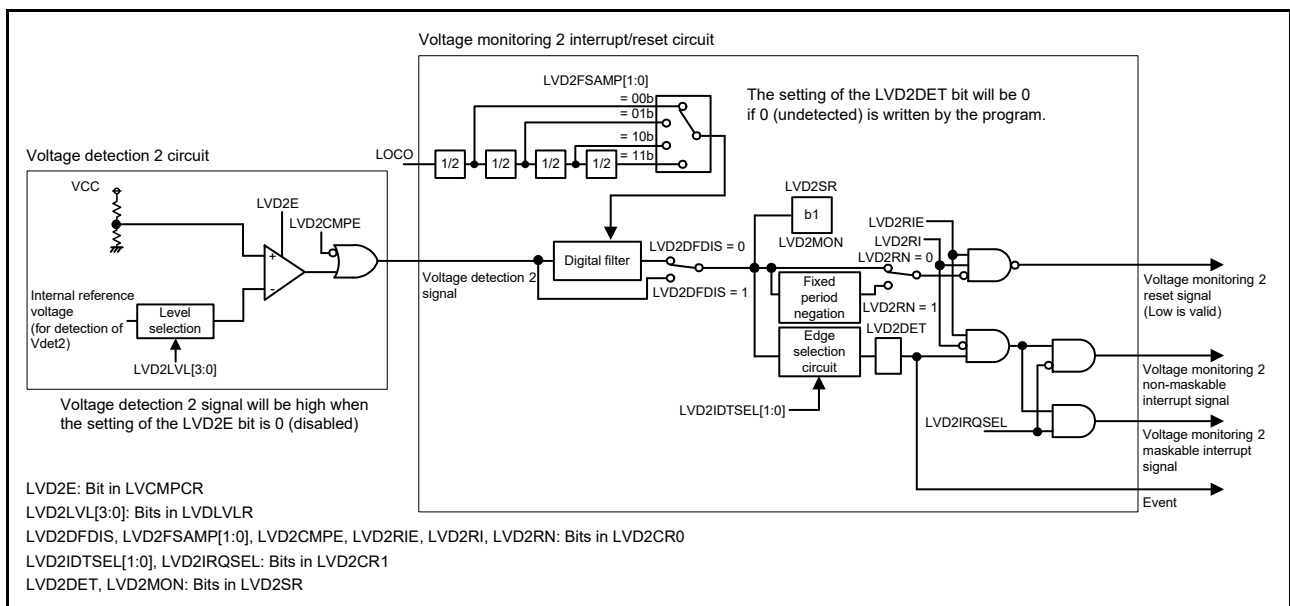 Voltage monitoring 2 interrupt/reset circuit
LVD2FSAMP[1:0]
= 00b
= 01b
= 10b
= 11b
The setting of the LVD2DET bit will be 0
if 0 (undetected) is written by the program.
LOCO
1/2
1/2
1/2
1/2
Voltage detection 2 circuit
VCC
LVD2E
LVD2CMPE
+
-
Internal reference
voltage
(for detection of
Vdet2)
Level
selection
LVD2LVL[3:0]
Voltage detection 2 signal will be high when
the setting of the LVD2E bit is 0 (disabled)
Voltage detection 2
signal
Digital filter
LVD2DFDIS = 0
LVD2DFDIS = 1
LVD2SR
b1
LVD2MON
LVD2RIE
LVD2RI
LVD2RN = 0
Fixed
period
negation
LVD2RN = 1
Edge
selection
circuit
LVD2DET
LVD2IDTSEL[1:0]
LVD2IRQSEL
Voltage monitoring 2
reset signal
(Low is valid)
Voltage monitoring 2
non-maskable
interrupt signal
Voltage monitoring 2
maskable interrupt
signal
Event
LVD2E: Bit in LVCMPCR
LVD2LVL[3:0]: Bits in LVDLVLR
LVD2DFDIS, LVD2FSAMP[1:0], LVD2CMPE, LVD2RIE, LVD2RI, LVD2RN: Bits in LVD2CR0
LVD2IDTSEL[1:0], LVD2IRQSEL: Bits in LVD2CR1
LVD2DET, LVD2MON: Bits in LVD2SR